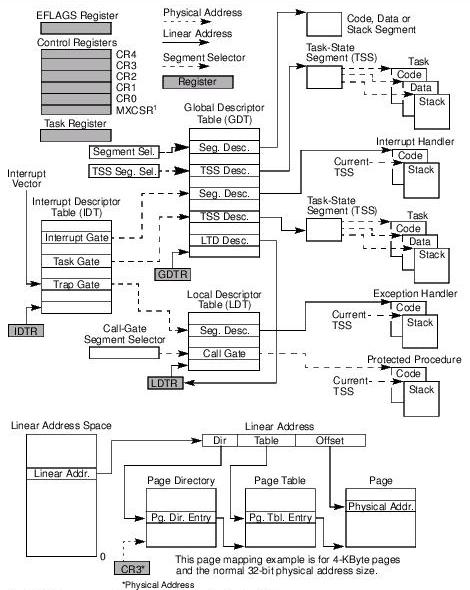 EFLAGS Register
Control Registers
CR4
CR3
CR2
CR1
CR0
MXCSR¹
Task Register
Physical Address
Linear Address
Segment Selector
Register
Code, Data or
Stack Segment
Task-State
Segment (TSS)
Task
Code
Data
Stack
Global Descriptor
Table (GDT)
Segment Sel.
Seg. Desc.
TSS Seg. Sel.
TSS Desc.
Interrupt Handler
Code
Current-
TSS
Stack
Interrupt
Vector
Interrupt Descriptor
Table (IDT)
Seg. Desc.
Interrupt Gate
TSS Desc.
Task-State
Segment (TSS)
Task
Code
Data
Stack
Task Gate
LTD Desc.
Trap Gate
GDTR
IDTR
Local Descriptor
Table (LDT)
Exception Handler
Code
Current-
TSS
Stack
Call-Gate
Segment Selector
Seg. Desc.
Call Gate
LDTR
Protected Procedure
Code
Current-
TSS
Stack
Linear Address Space
Linear Addr.
0
Linear Address
Dir
Table
Offset
Page Directory
Pg. Dir. Entry
Page Table
Pg. Tbl. Entry
Page
Physical Addr.
CR3*
*Physical Address
This page mapping example is for 4-KByte pages
and the normal 32-bit physical address size.